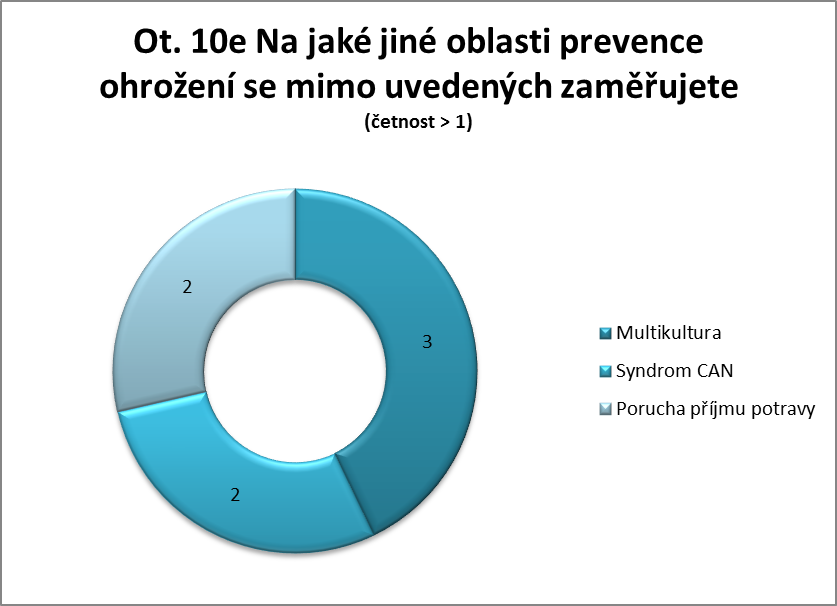 Ot. 10e Na jaké jiné oblasti prevence
ohrožení se mimo uvedených zaměřujete
(četnost > 1)
2
3
2
Multikultura
Syndrom CAN
Porucha příjmu potravy